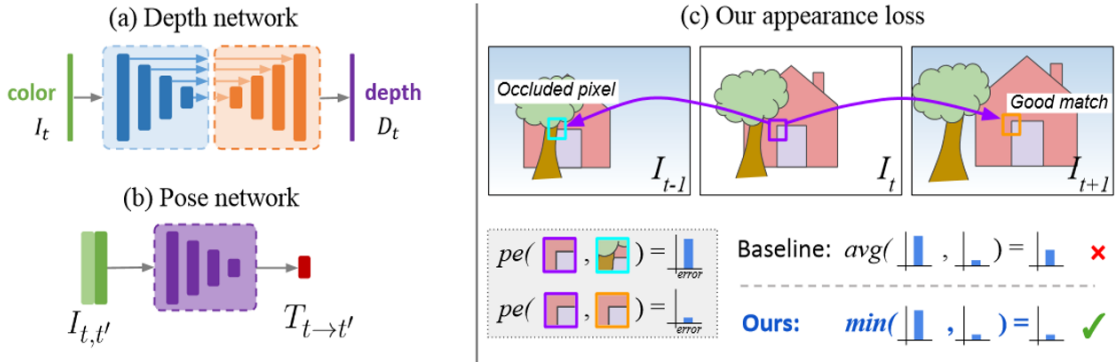 (a) Depth network
color
I_t
depth
D_t
(b) Pose network
I_{t,t'}
T_{t→t'}
(c) Our appearance loss
Occluded pixel
Good match
I_{t-1}
I_t
I_{t+1}
pe( , ) = error
pe( , ) = error
Baseline: avg( , ) = ×
Ours: min( , ) = ✓